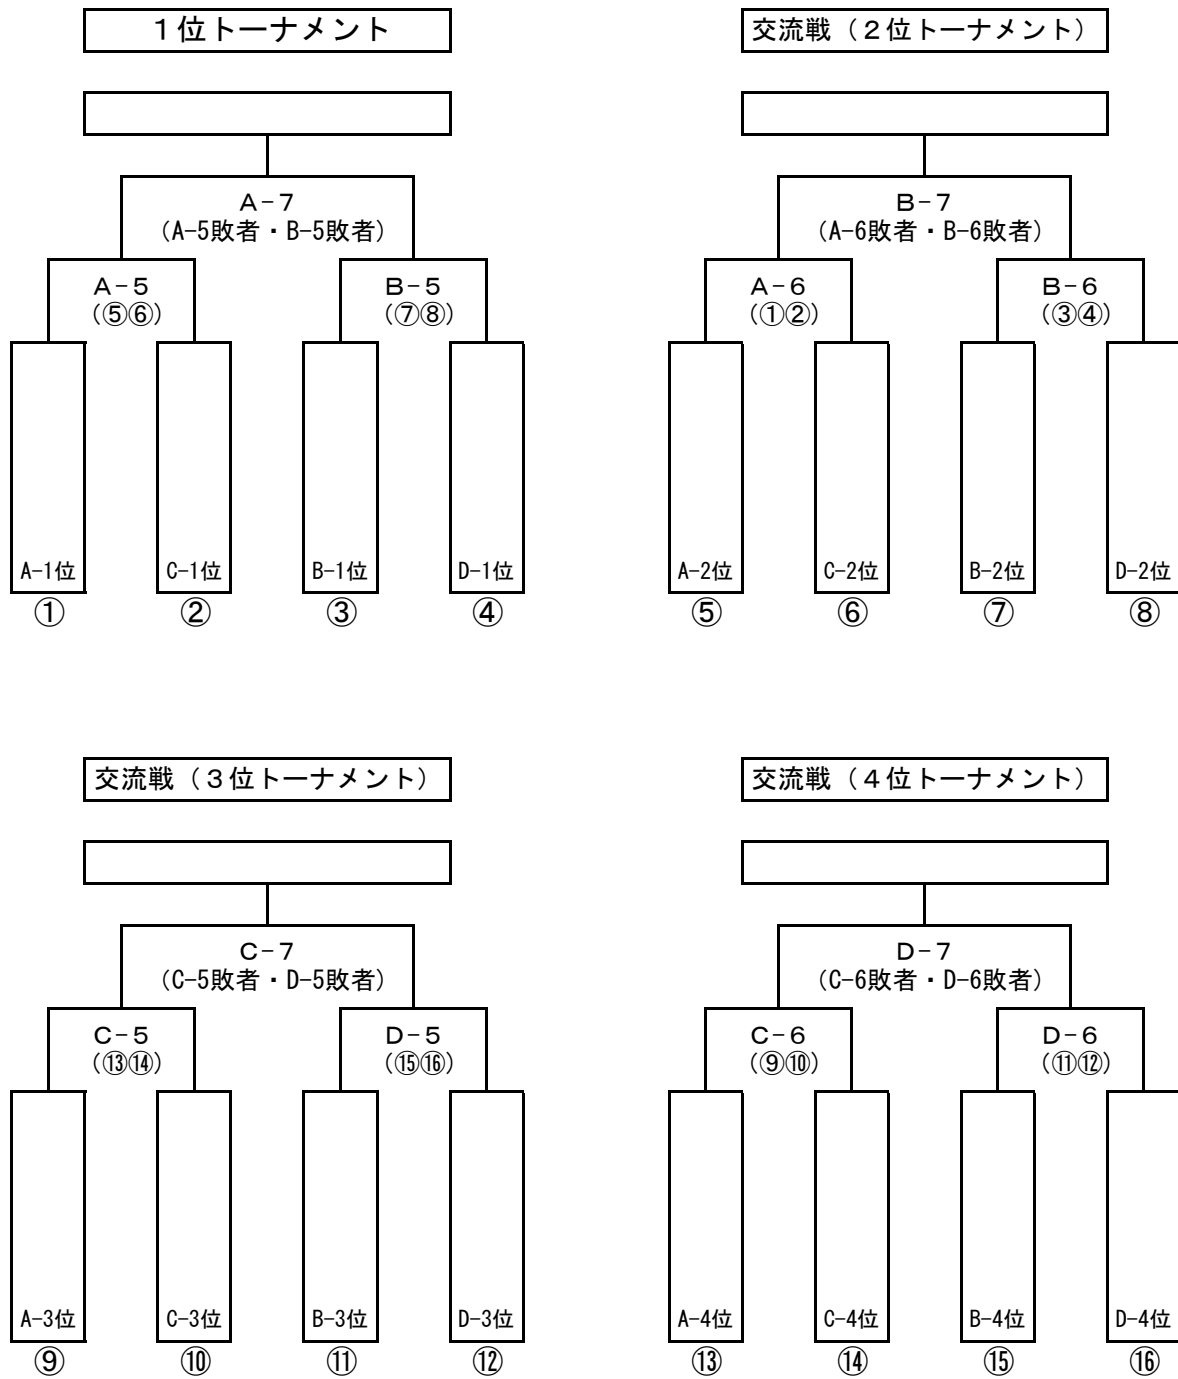 １位トーナメント
A-7
(A-5敗者・B-5敗者)
A-5
(⑤⑥)
B-5
(⑦⑧)
A-1位
C-1位
B-1位
D-1位
①
②
③
④
交流戦（２位トーナメント）
B-7
(A-6敗者・B-6敗者)
A-6
(①②)
B-6
(③④)
A-2位
C-2位
B-2位
D-2位
⑤
⑥
⑦
⑧
交流戦（３位トーナメント）
C-7
(C-5敗者・D-5敗者)
C-5
(⑬⑭)
D-5
(⑮⑯)
A-3位
C-3位
B-3位
D-3位
⑨
⑩
⑪
⑫
交流戦（４位トーナメント）
D-7
(C-6敗者・D-6敗者)
C-6
(⑨⑩)
D-6
(⑪⑫)
A-4位
C-4位
B-4位
D-4位
⑬
⑭
⑮
⑯